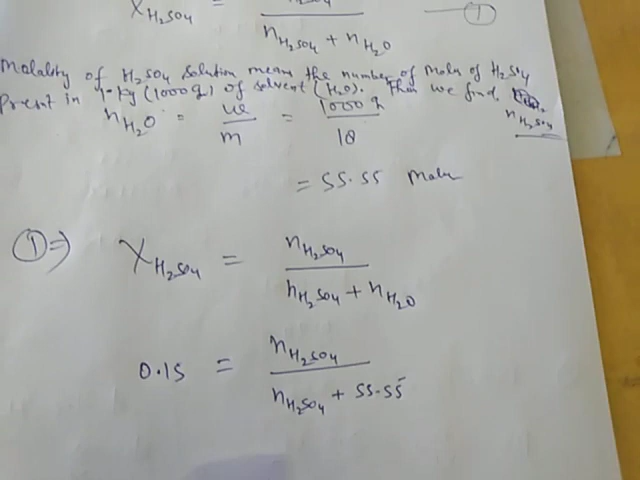 X H₂SO₄ = n H₂SO₄ / n H₂SO₄ + n H₂O ——— ①
Molality of H₂SO₄ solution means the number of moles of H₂SO₄
Present in 1-kg (1000 g) of solvent (H₂O). Then we find n H₂SO₄
n H₂O = w / m = 1000 g / 18
= 55.55 moles
① ⇒ X H₂SO₄ = n H₂SO₄ / n H₂SO₄ + n H₂O
0.15 = n H₂SO₄ / n H₂SO₄ + 55.55